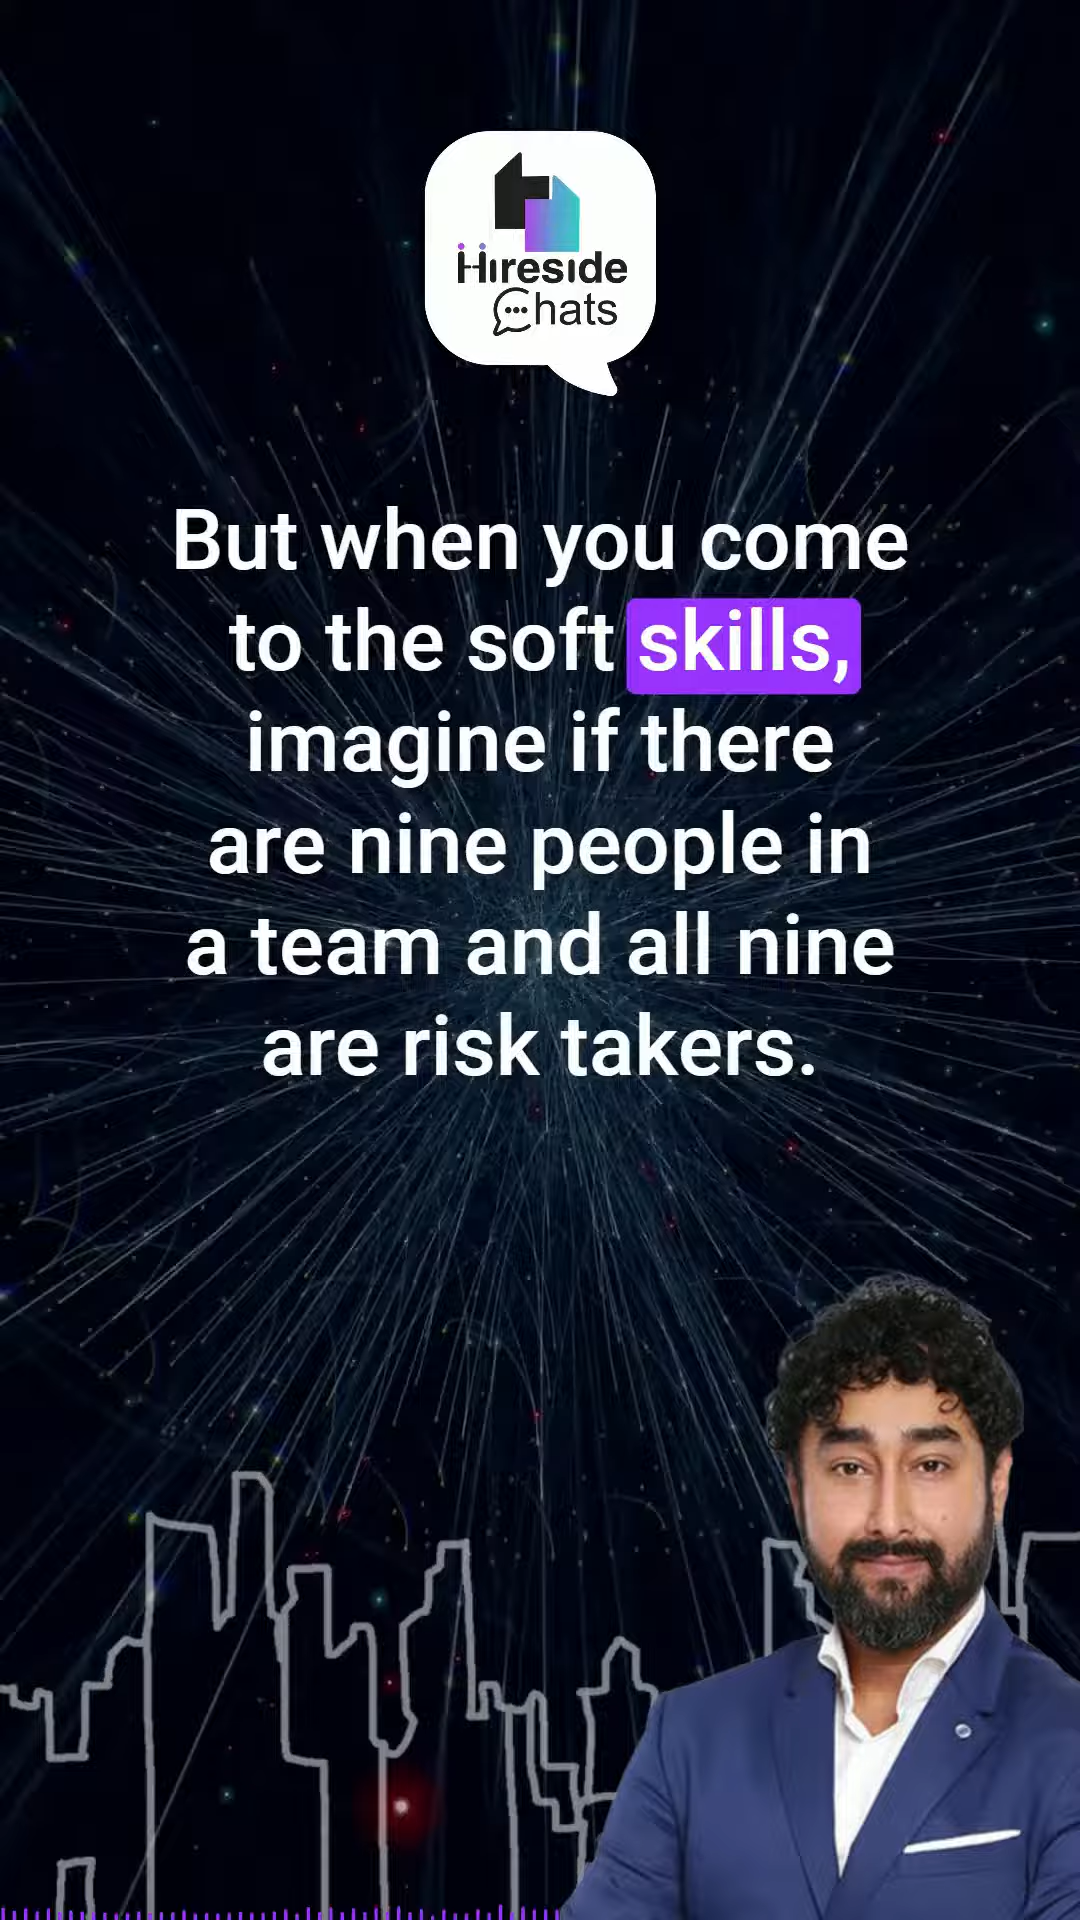 Hireside
Chats
But when you come
to the soft skills,
imagine if there
are nine people in
a team and all nine
are risk takers.